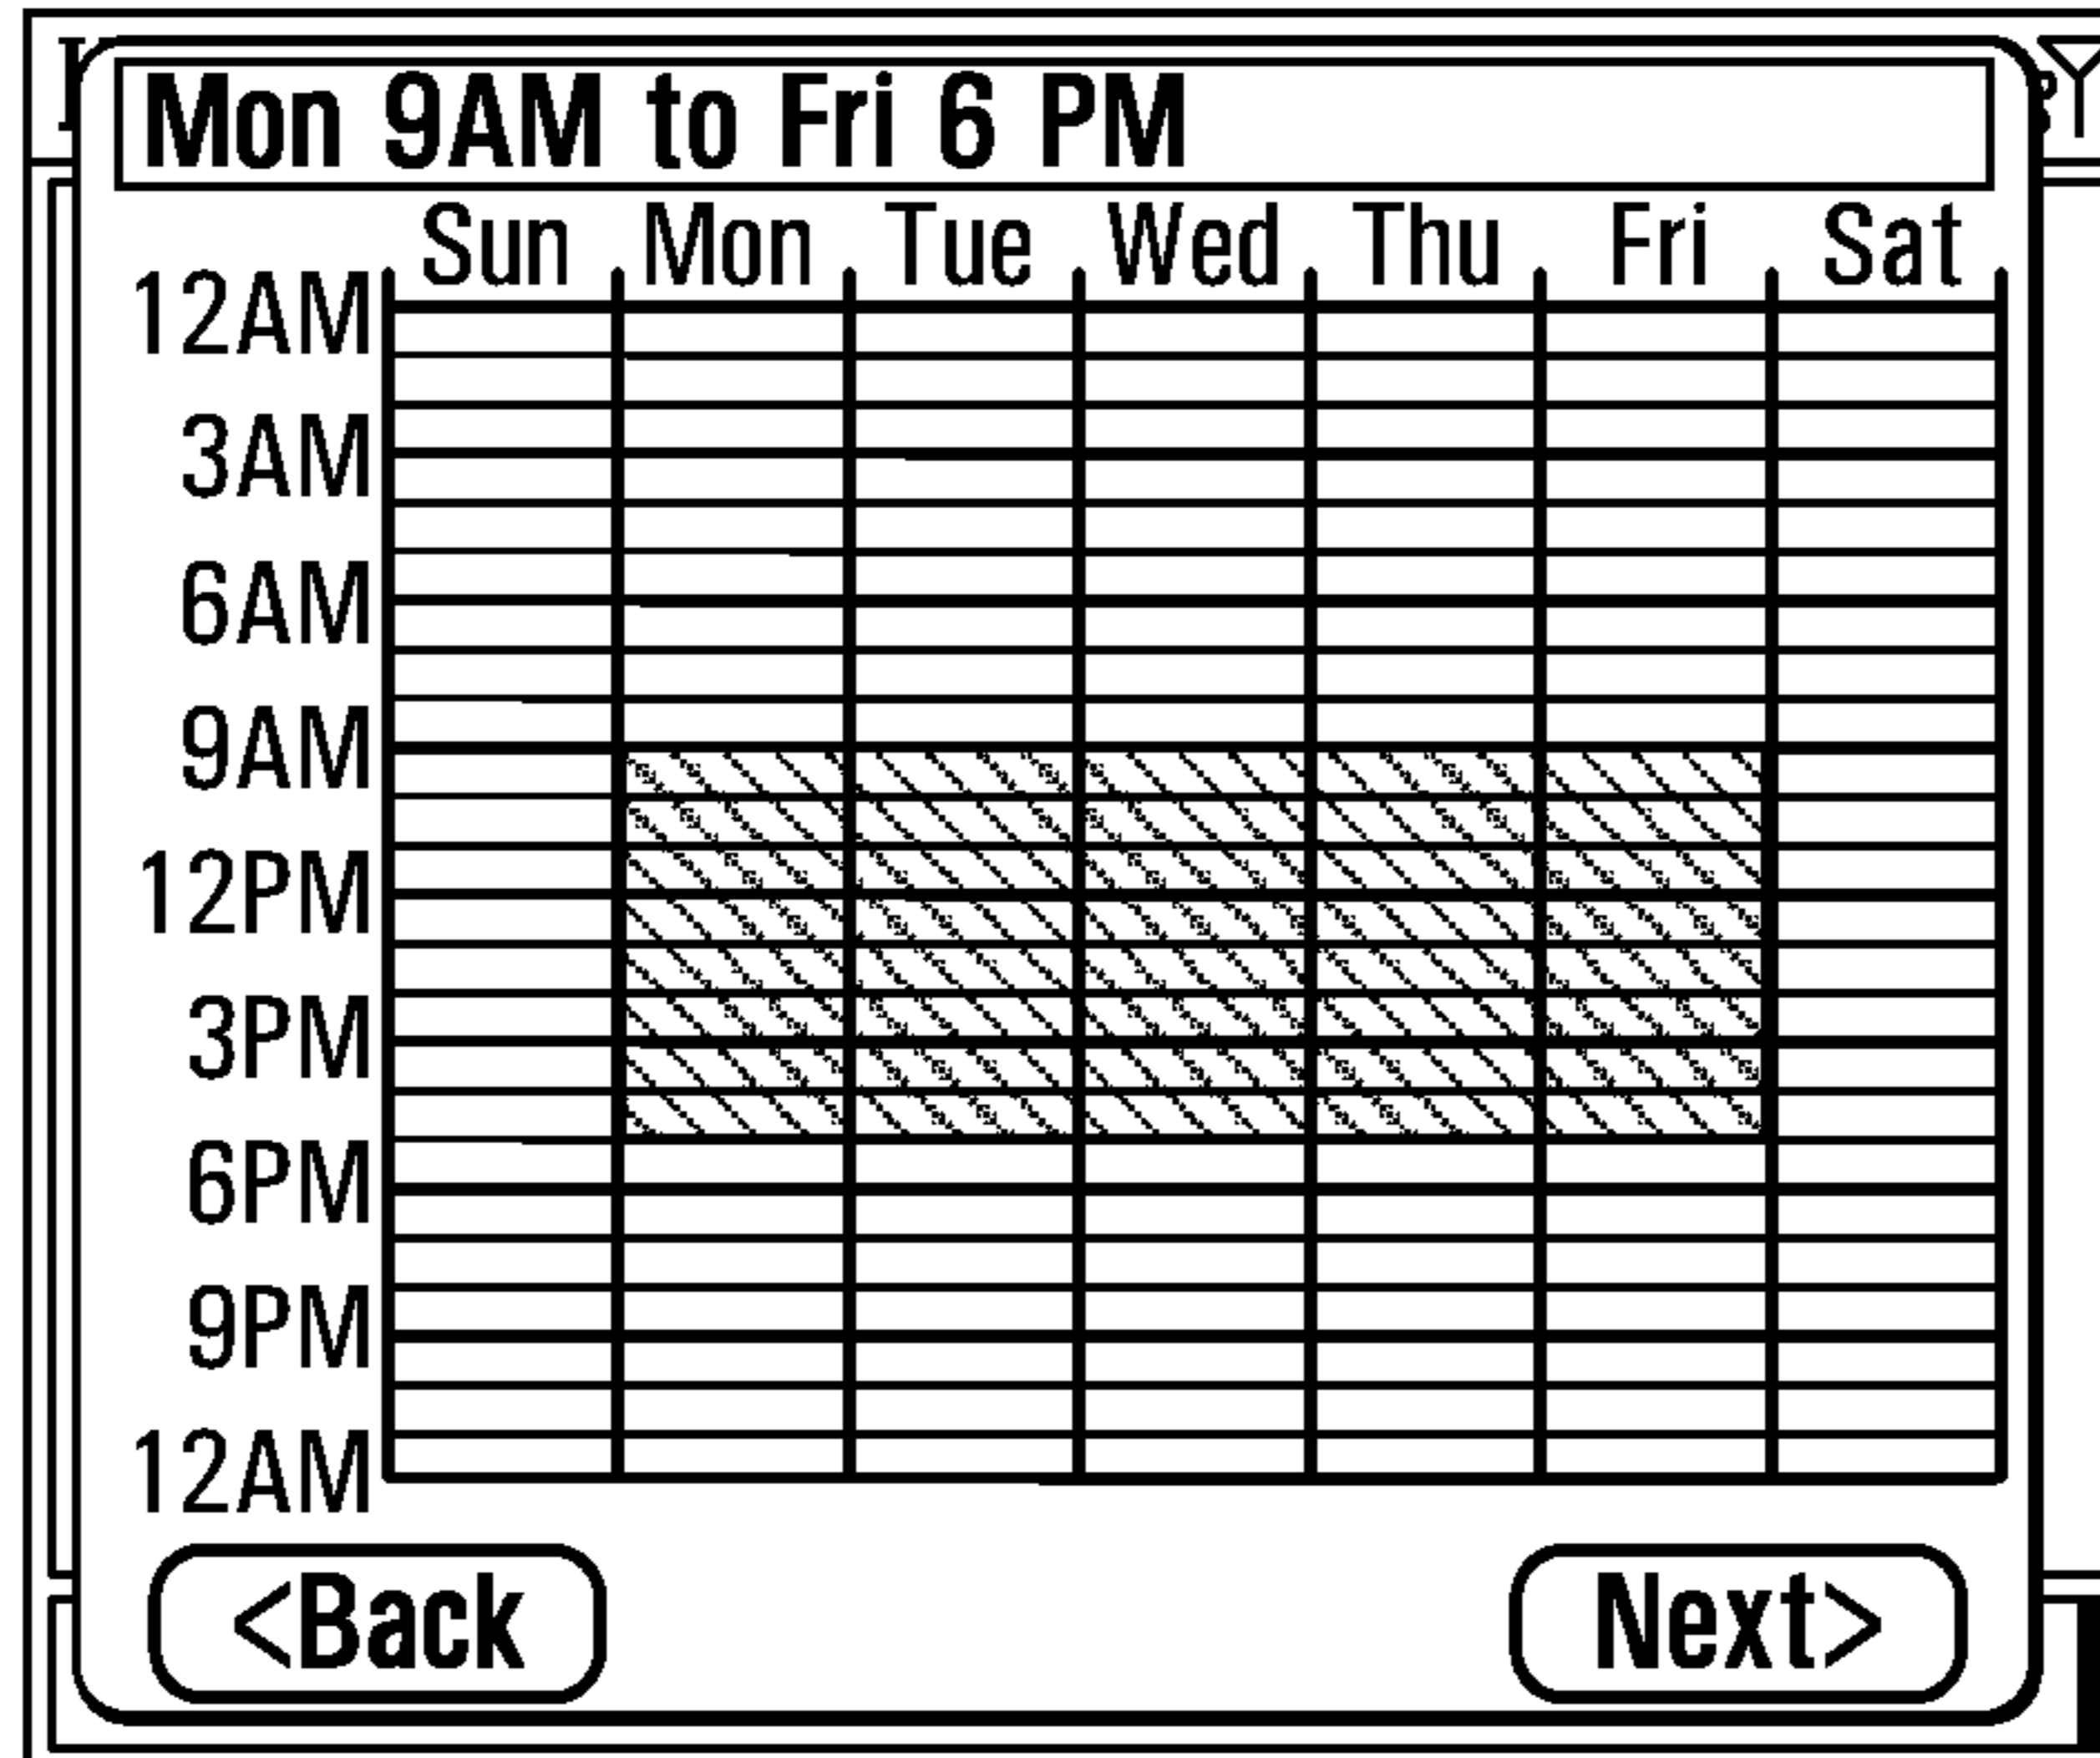 Mon 9AM to Fri 6 PM
Sun Mon Tue Wed Thu Fri Sat
12AM
3AM
6AM
9AM
12PM
3PM
6PM
9PM
12AM
<Back Next>